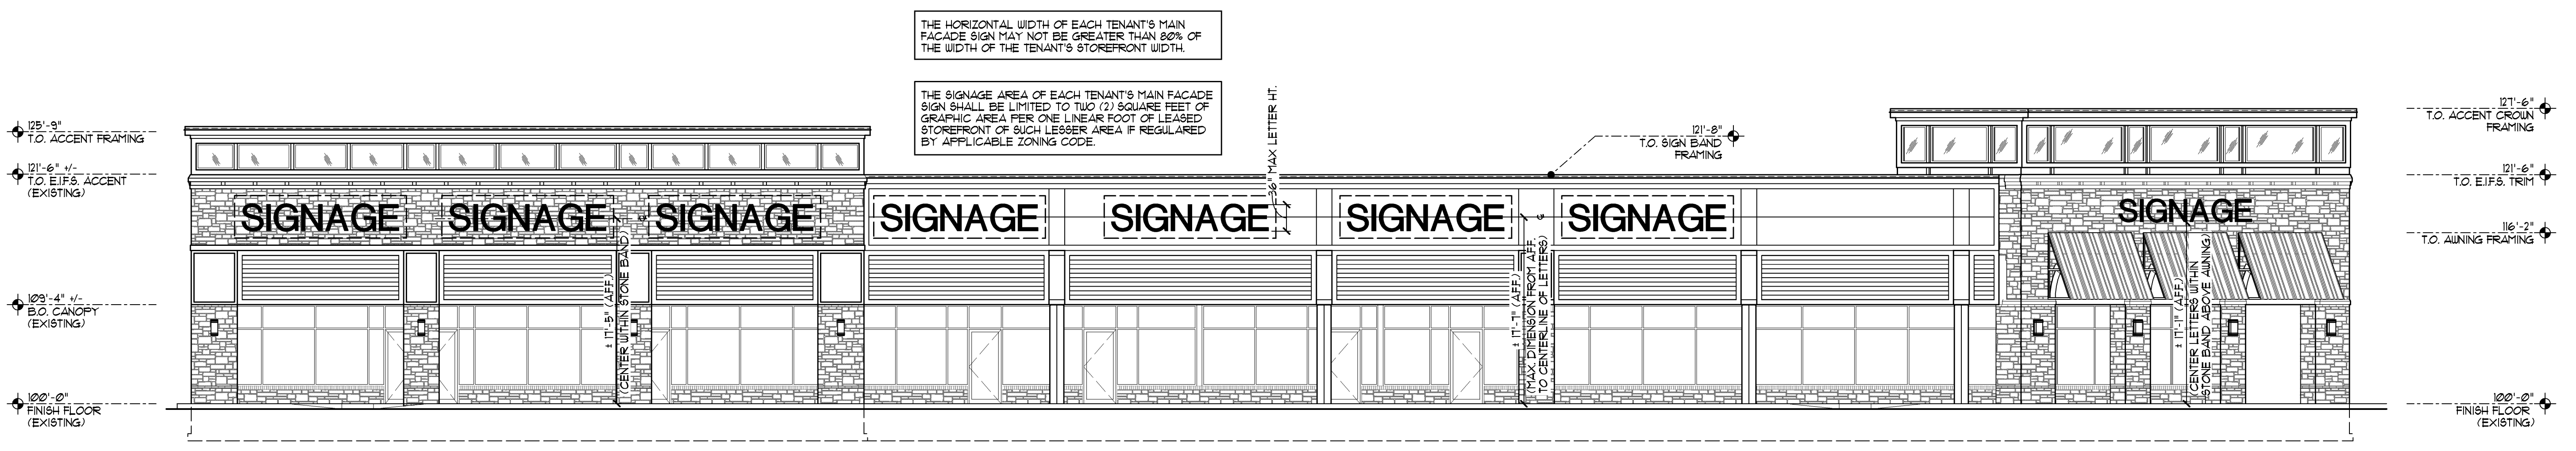 THE HORIZONTAL WIDTH OF EACH TENANT'S MAIN
FACADE SIGN MAY NOT BE GREATER THAN 80% OF
THE WIDTH OF THE TENANT'S STOREFRONT WIDTH.
THE SIGNAGE AREA OF EACH TENANT'S MAIN FACADE
SIGN SHALL BE LIMITED TO TWO (2) SQUARE FEET OF
GRAPHIC AREA PER ONE LINEAR FOOT OF LEASED
STOREFRONT OF SUCH LESSER AREA IF REGULARED
BY APPLICABLE ZONING CODE.
36" MAX LETTER HT.
125'-9"
T.O. ACCENT FRAMING
121'-6" +/-
T.O. E.I.F.S. ACCENT
(EXISTING)
109'-4" +/-
B.O. CANOPY
(EXISTING)
100'-0"
FINISH FLOOR
(EXISTING)
SIGNAGE
SIGNAGE
SIGNAGE
SIGNAGE
SIGNAGE
SIGNAGE
SIGNAGE
SIGNAGE
± 17'-5" (A.F.F.)
(CENTER WITHIN STONE BAND)
± 17'-7" (A.F.F.)
(MAX. DIMENSION FROM AFF.
TO CENTERLINE OF LETTERS)
± 17'-1" (A.F.F.)
(CENTER LETTERS WITHIN
STONE BAND ABOVE AWNING)
121'-8"
T.O. SIGN BAND
FRAMING
127'-6"
T.O. ACCENT CROWN
FRAMING
121'-6"
T.O. E.I.F.S. TRIM
116'-2"
T.O. AWNING FRAMING
100'-0"
FINISH FLOOR
(EXISTING)